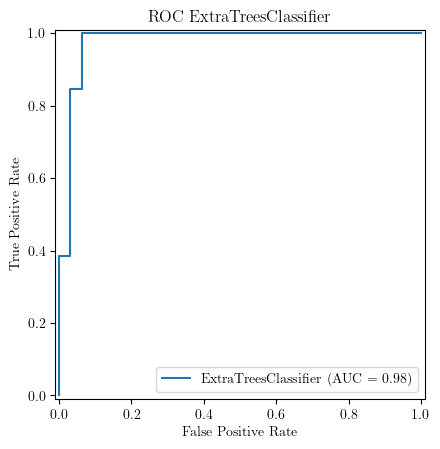 ROC ExtraTreesClassifier
1.0
0.8
0.6
0.4
0.2
0.0
True Positive Rate
ExtraTreesClassifier (AUC = 0.98)
0.0 0.2 0.4 0.6 0.8 1.0
False Positive Rate